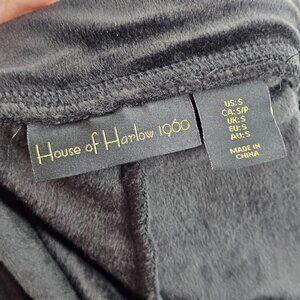 House of Harlow 1960
US:S
CA:S/P
UK:S
EU:S
AU:S
MADE IN
CHINA